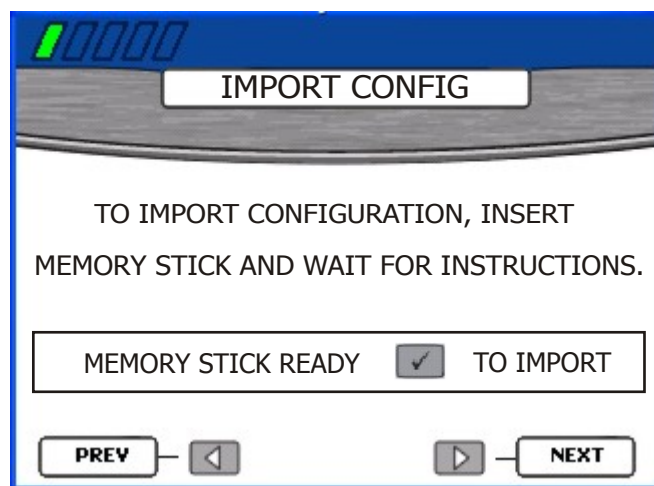 IMPORT CONFIG
TO IMPORT CONFIGURATION, INSERT
MEMORY STICK AND WAIT FOR INSTRUCTIONS.
MEMORY STICK READY ✓ TO IMPORT
PREV NEXT